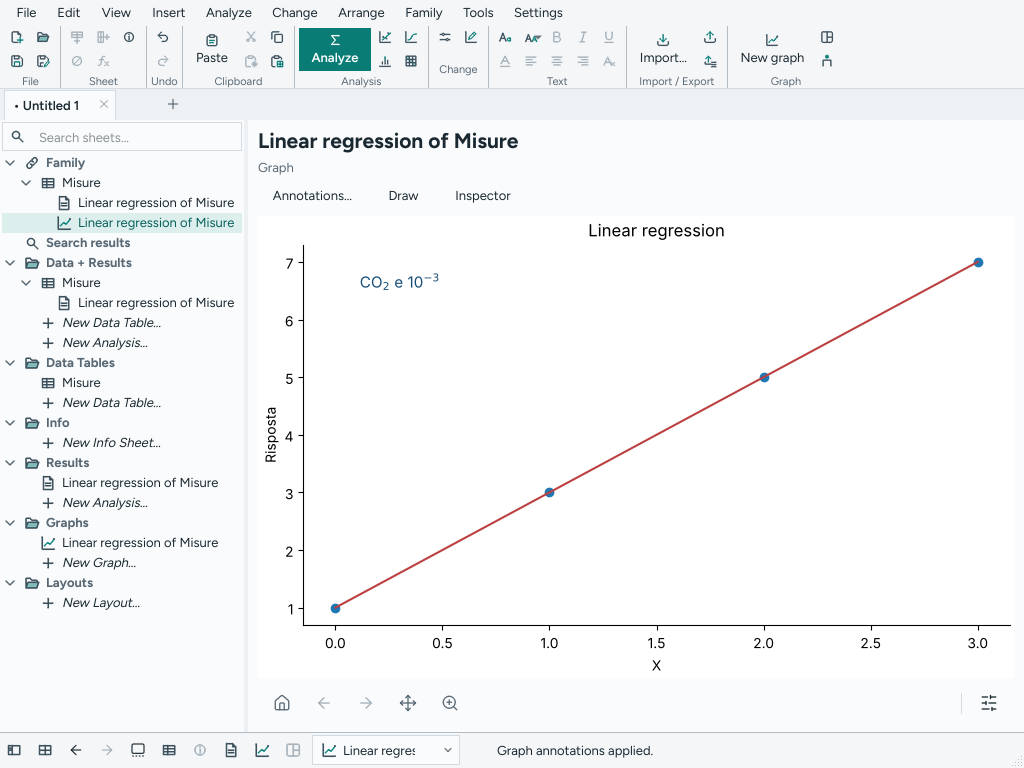 File Edit View Insert Analyze Change Arrange Family Tools Settings
Paste
Σ
Analyze
Import...
New graph
File Sheet Undo Clipboard Analysis Change Text Import / Export Graph
• Untitled 1
Search sheets...
Family
Misure
Linear regression of Misure
Linear regression of Misure
Search results
Data + Results
Misure
Linear regression of Misure
New Data Table...
New Analysis...
Data Tables
Misure
New Data Table...
Info
New Info Sheet...
Results
Linear regression of Misure
New Analysis...
Graphs
Linear regression of Misure
New Graph...
Layouts
New Layout...
Linear regression of Misure
Graph
Annotations... Draw Inspector
Linear regression
CO₂ e 10⁻³
Risposta
7
6
5
4
3
2
1
0.0 0.5 1.0 1.5 2.0 2.5 3.0
X
Linear regres
Graph annotations applied.